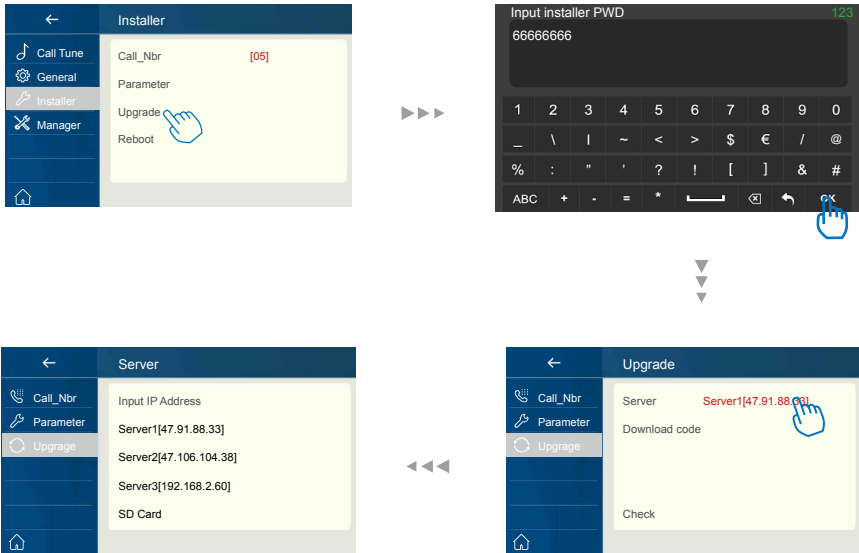 Installer
Call Tune
General
Installer
Manager
Call_Nbr [05]
Parameter
Upgrade
Reboot
Input installer PWD 123
66666666
1 2 3 4 5 6 7 8 9 0
_ \ | ~ < > $ € / @
% : " ' ? ! [ ] & #
ABC + - = * OK
Server
Call_Nbr
Parameter
Upgrage
Input IP Address
Server1[47.91.88.33]
Server2[47.106.104.38]
Server3[192.168.2.60]
SD Card
Upgrade
Call_Nbr
Parameter
Upgrage
Server Server1[47.91.88.33]
Download code
Check